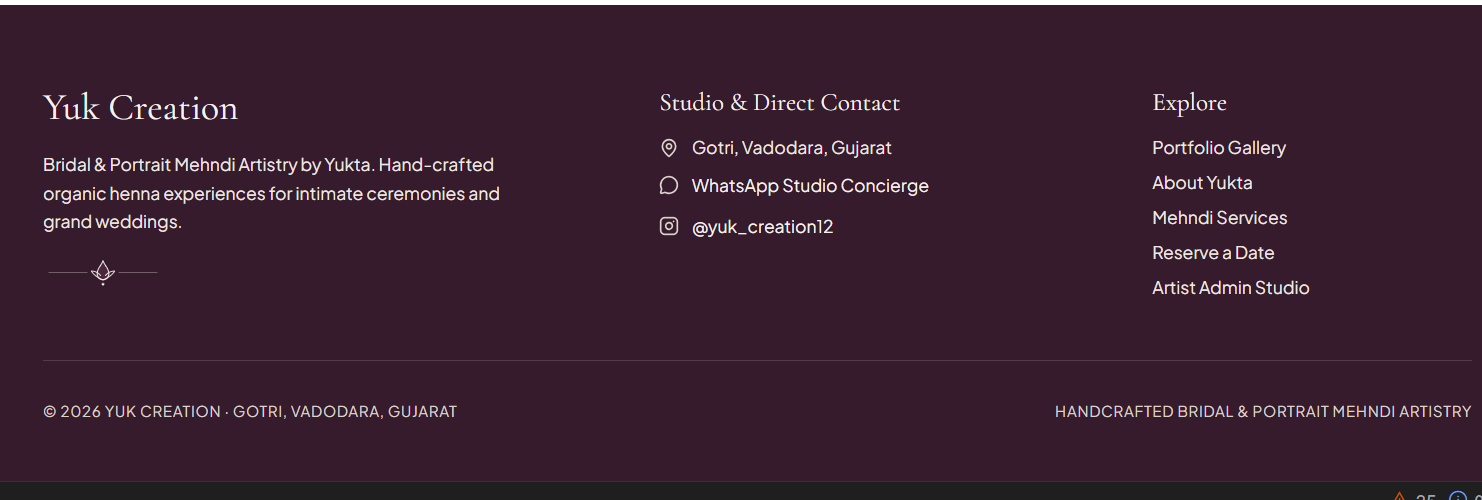 Yuk Creation
Bridal & Portrait Mehndi Artistry by Yukta. Hand-crafted
organic henna experiences for intimate ceremonies and
grand weddings.
Studio & Direct Contact
Gotri, Vadodara, Gujarat
WhatsApp Studio Concierge
@yuk_creation12
Explore
Portfolio Gallery
About Yukta
Mehndi Services
Reserve a Date
Artist Admin Studio
© 2026 YUK CREATION · GOTRI, VADODARA, GUJARAT
HANDCRAFTED BRIDAL & PORTRAIT MEHNDI ARTISTRY